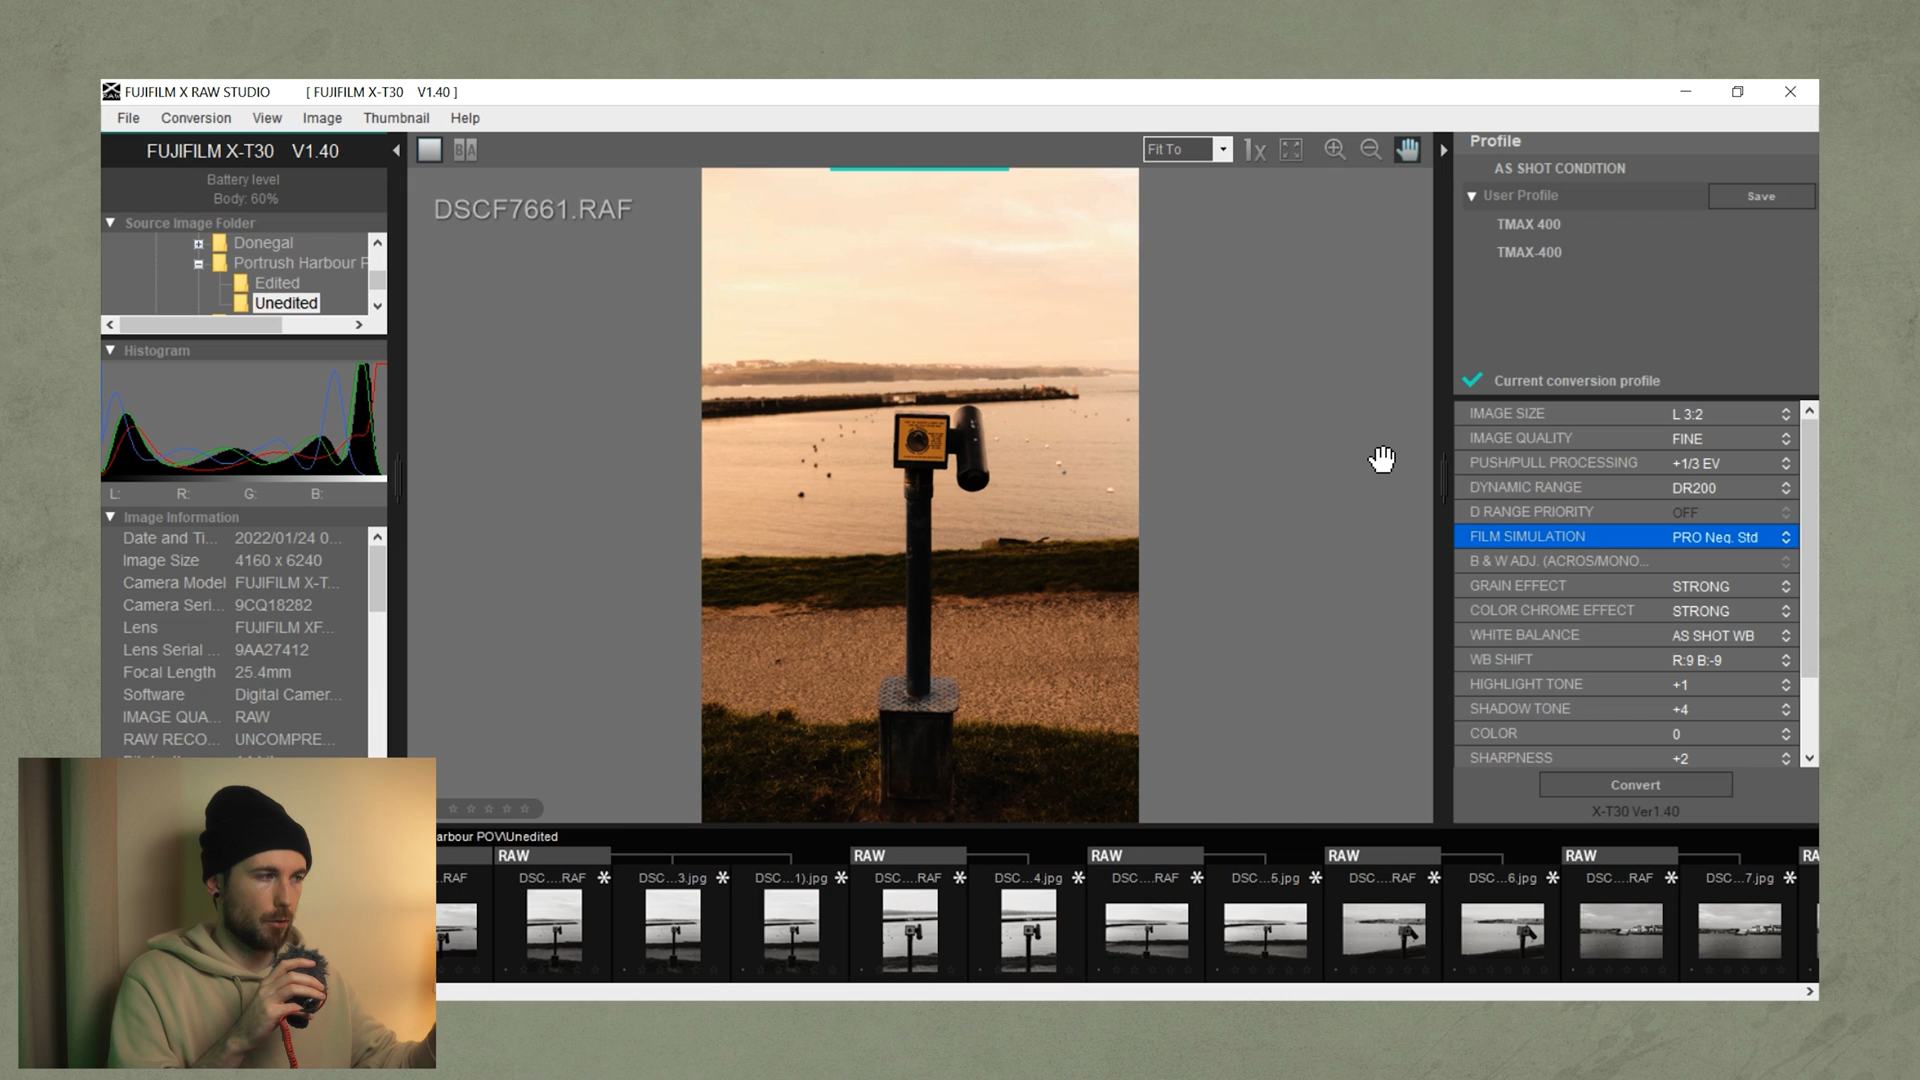 FUJIFILM X RAW STUDIO [ FUJIFILM X-T30 V1.40 ]
File Conversion View Image Thumbnail Help
FUJIFILM X-T30 V1.40
Battery level
Body: 60%
Source Image Folder
Donegal
Portrush Harbour P
Edited
Unedited
Histogram
L: R: G: B:
Image Information
Date and Ti... 2022/01/24 0...
Image Size 4160 x 6240
Camera Model FUJIFILM X-T...
Camera Seri... 9CQ18282
Lens FUJIFILM XF...
Lens Serial ... 9AA27412
Focal Length 25.4mm
Software Digital Camer...
IMAGE QUA... RAW
RAW RECO... UNCOMPRE...
B A
Fit To
1x
DSCF7661.RAF
Profile
AS SHOT CONDITION
User Profile Save
TMAX 400
TMAX-400
Current conversion profile
IMAGE SIZE L 3:2
IMAGE QUALITY FINE
PUSH/PULL PROCESSING +1/3 EV
DYNAMIC RANGE DR200
D RANGE PRIORITY OFF
FILM SIMULATION PRO Neg. Std
B & W ADJ. (ACROS/MONO...
GRAIN EFFECT STRONG
COLOR CHROME EFFECT STRONG
WHITE BALANCE AS SHOT WB
WB SHIFT R:9 B:-9
HIGHLIGHT TONE +1
SHADOW TONE +4
COLOR 0
SHARPNESS +2
Convert
X-T30 Ver1.40
arbour POV\Unedited
RAW RAW RAW RAW RAW RA
.RAF DSC....RAF DSC...3.jpg DSC...1).jpg DSC....RAF DSC...4.jpg DSC....RAF DSC...5.jpg DSC....RAF DSC...6.jpg DSC....RAF DSC...7.jpg